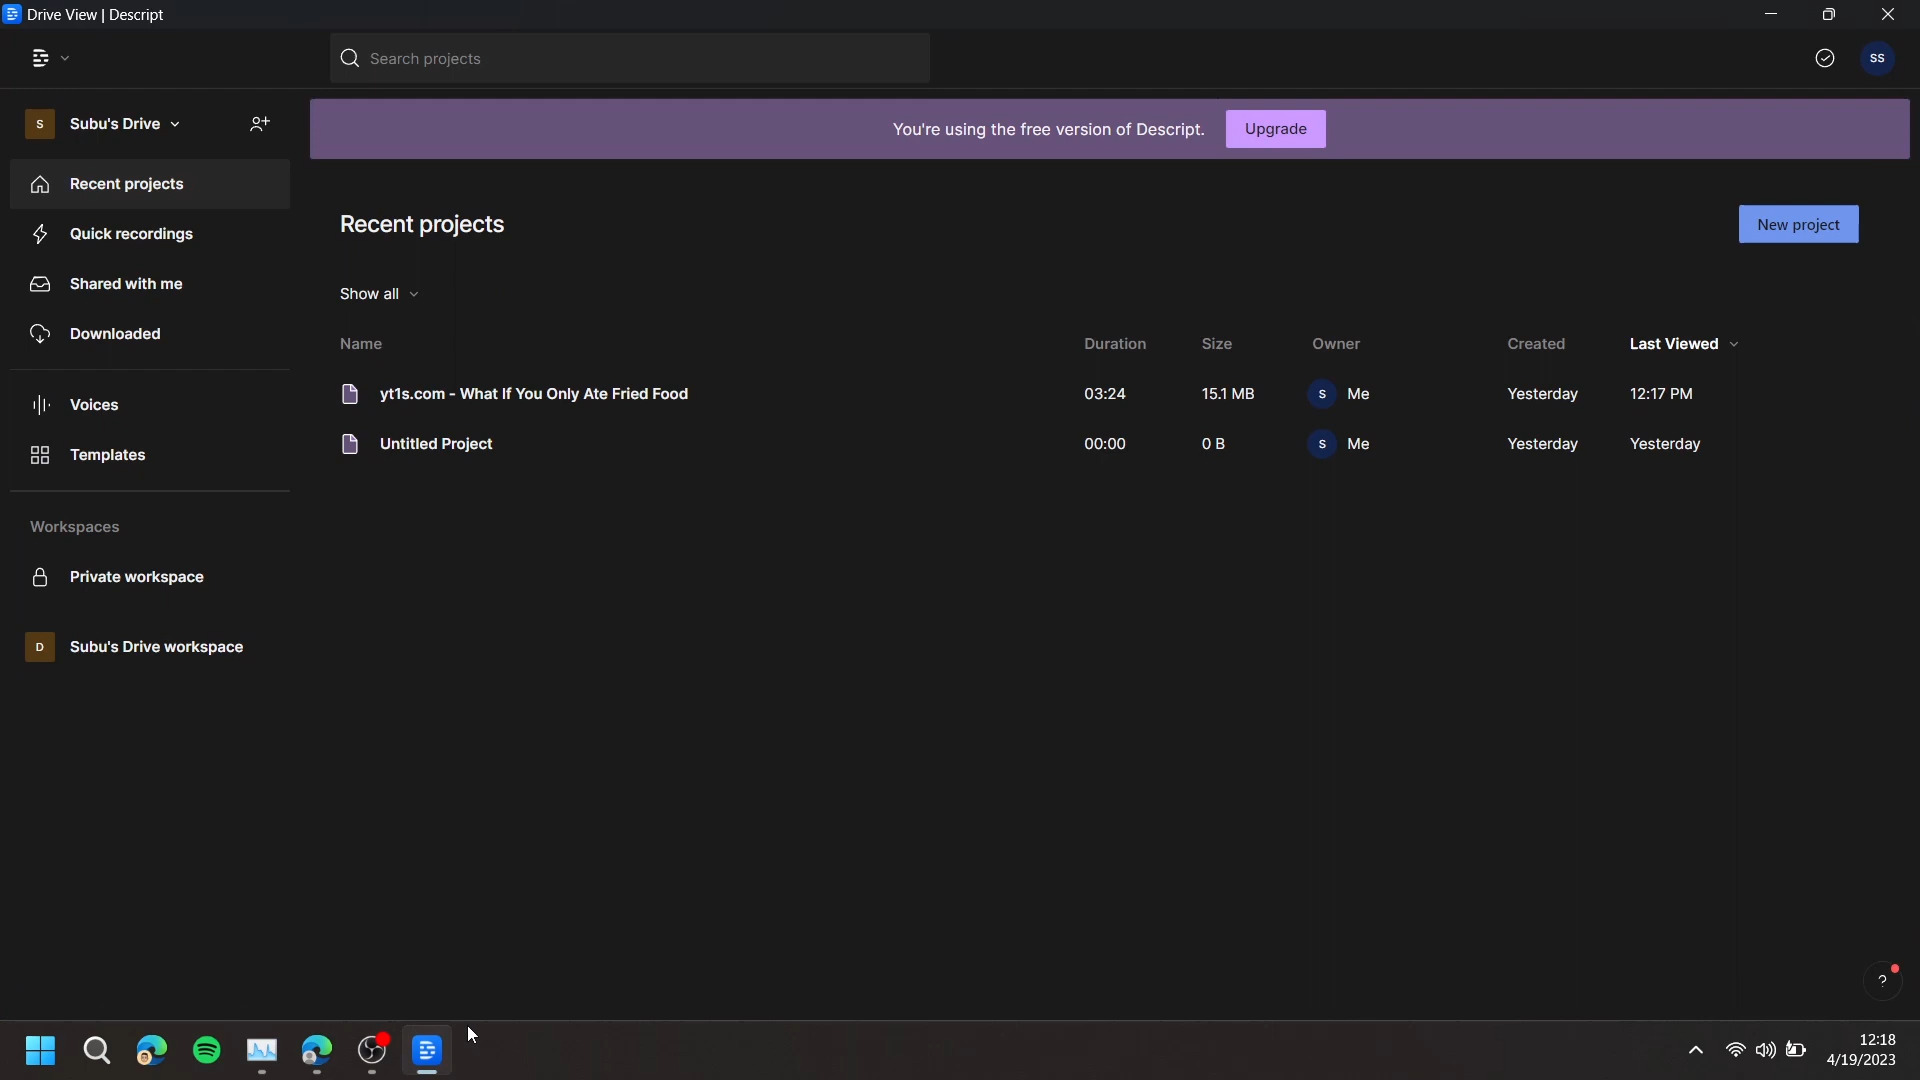 Drive View | Descript
Search projects
SS
S Subu's Drive
You're using the free version of Descript. Upgrade
Recent projects
Quick recordings
Shared with me
Downloaded
Voices
Templates
Workspaces
Private workspace
D Subu's Drive workspace
Recent projects
New project
Show all
Name Duration Size Owner Created Last Viewed
yt1s.com - What If You Only Ate Fried Food 03:24 15.1 MB S Me Yesterday 12:17 PM
Untitled Project 00:00 0 B S Me Yesterday Yesterday
?
12:18
4/19/2023